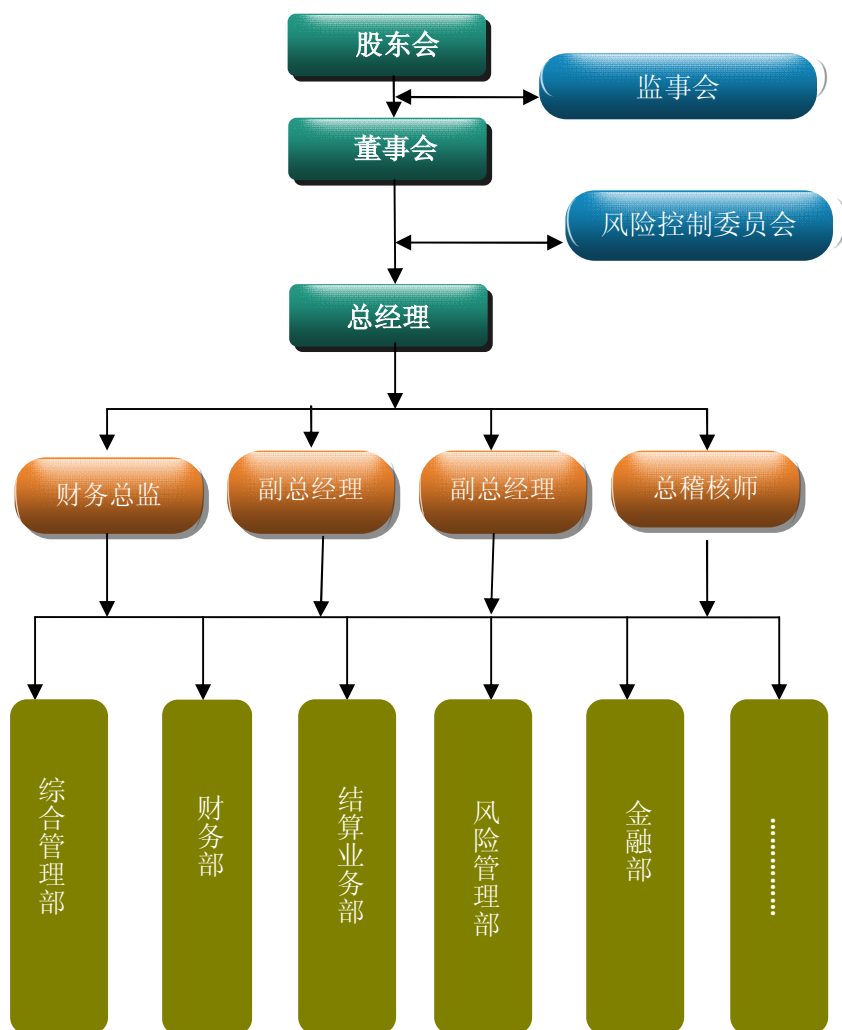 股东会
监事会
董事会
风险控制委员会
总经理
财务总监
副总经理
副总经理
总稽核师
综合管理部
财务部
结算业务部
风险管理部
金融部
……………